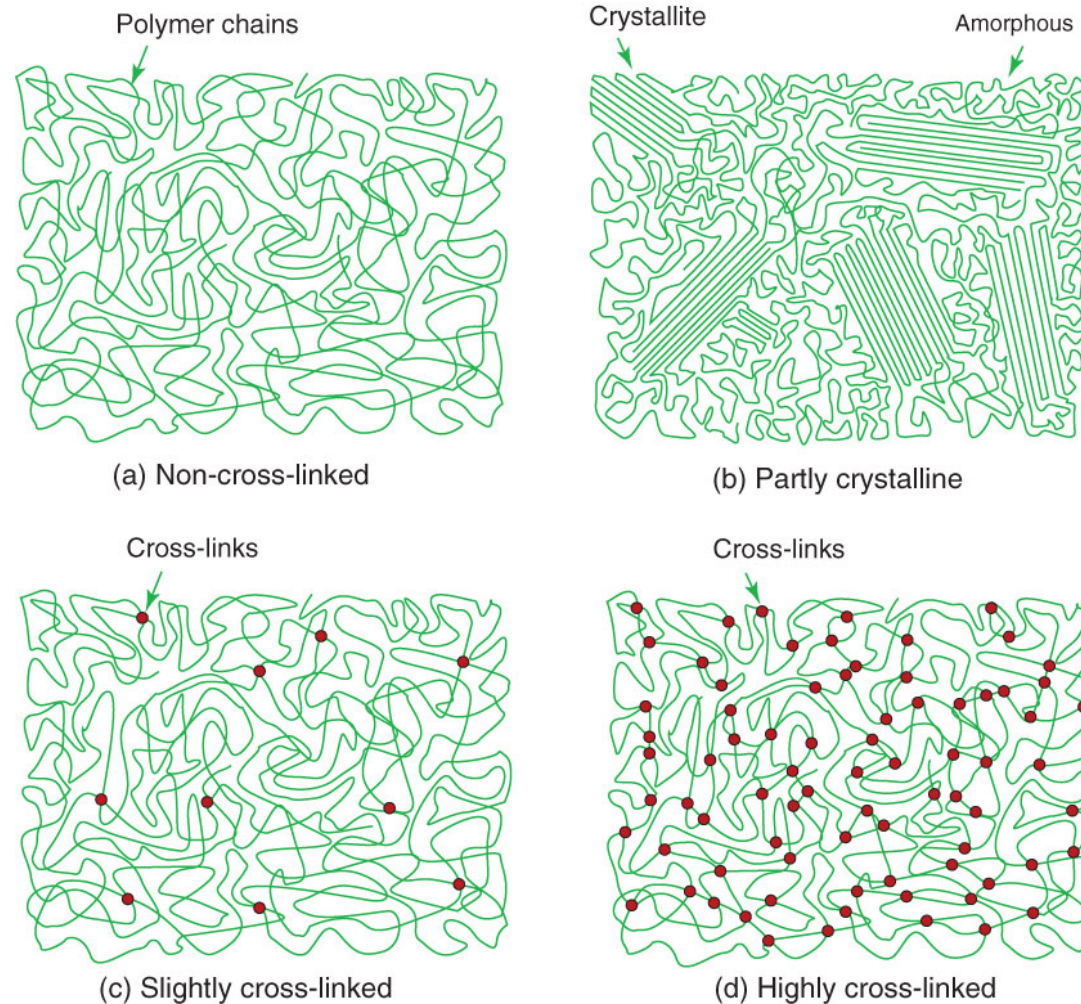 Polymer chains
Crystallite
Amorphous
(a) Non-cross-linked
(b) Partly crystalline
Cross-links
Cross-links
(c) Slightly cross-linked
(d) Highly cross-linked